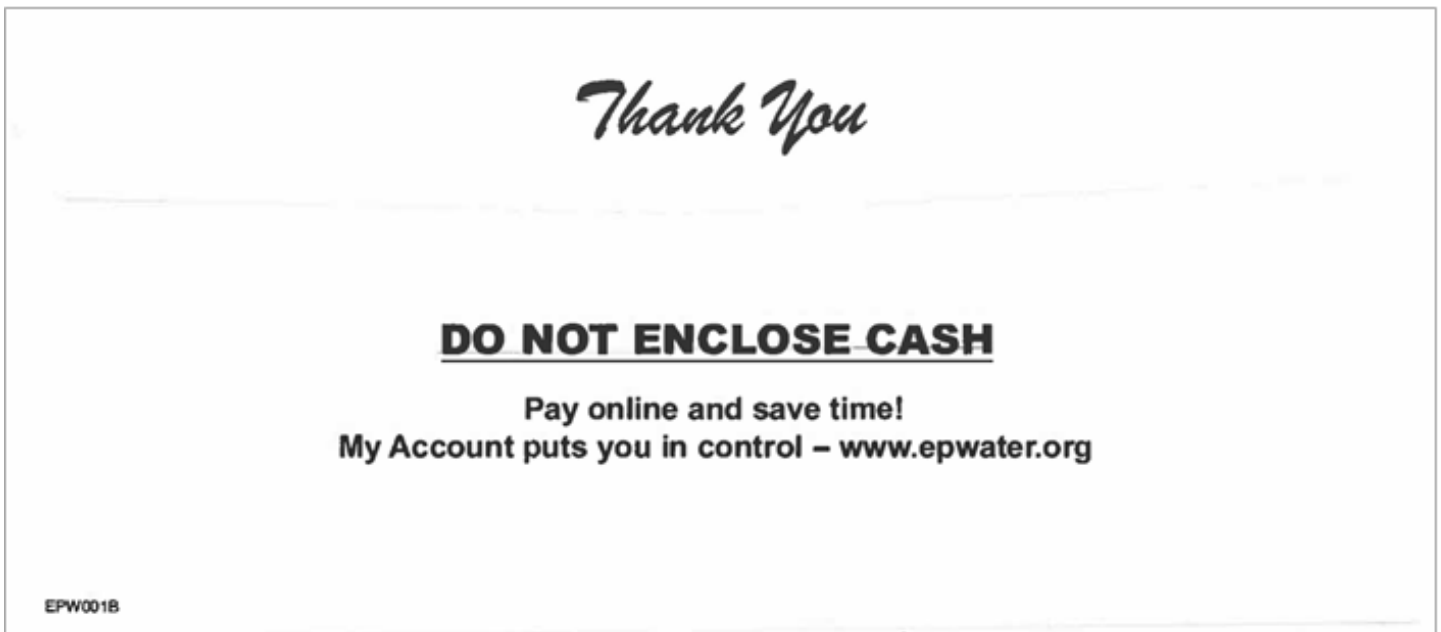 Thank You
DO NOT ENCLOSE CASH
Pay online and save time!
My Account puts you in control – www.epwater.org
EPW001B